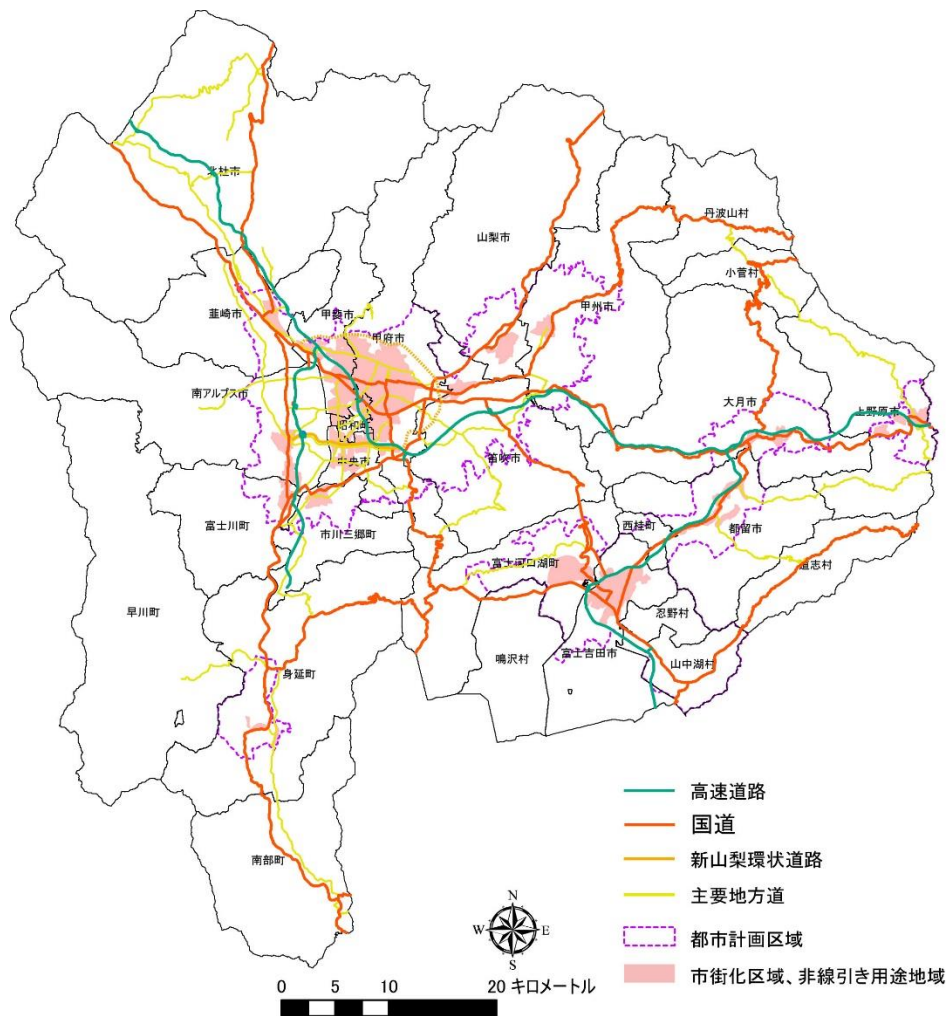 北杜市
丹波山村
山梨市
小菅村
甲州市
韮崎市
甲斐市
甲府市
南アルプス市
大月市
上野原市
昭和町
中央市
笛吹市
富士川町
市川三郷町
西桂町
都留市
富士河口湖町
道志村
早川町
忍野村
身延町
鳴沢村
富士吉田市
山中湖村
高速道路
国道
新山梨環状道路
主要地方道
南部町
N
W
E
S
都市計画区域
市街化区域、非線引き用途地域
0 5 10 20 キロメートル